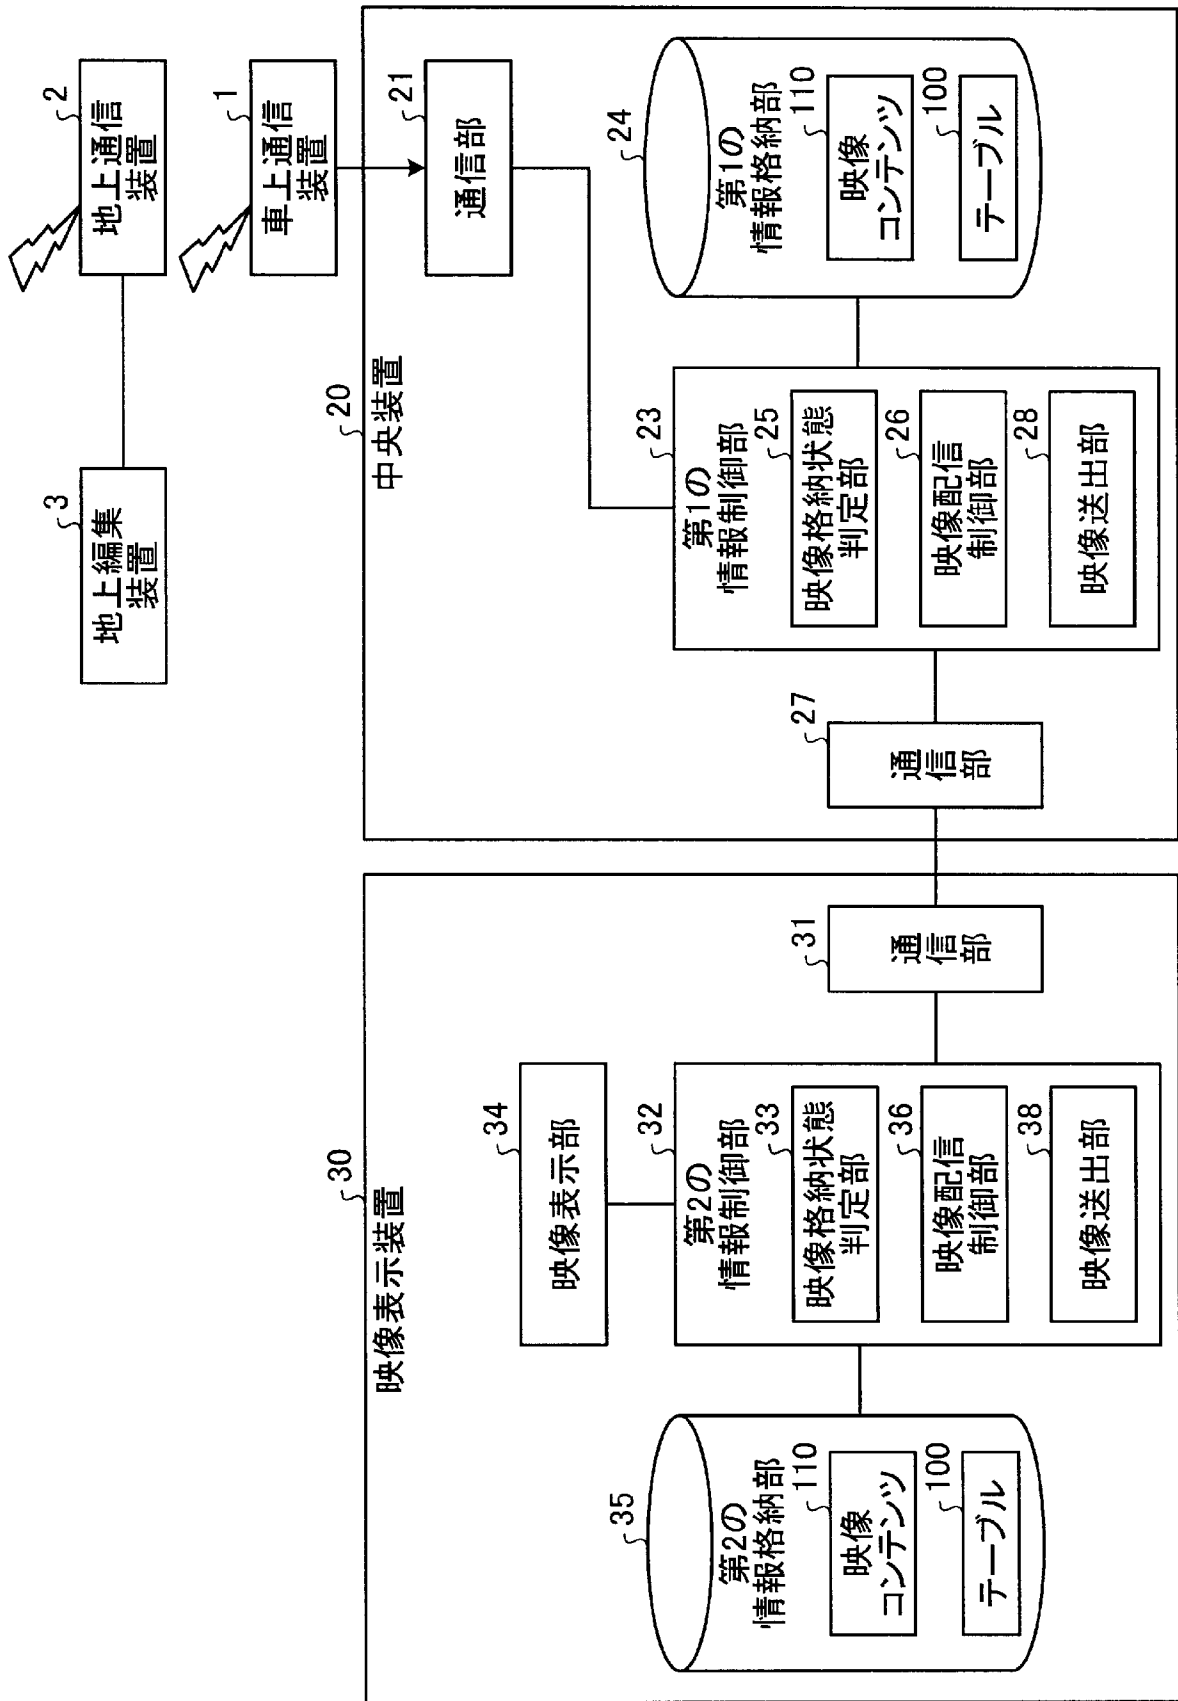 3
地上編集
装置
2
地上通信
装置
1
車上通信
装置
30
映像表示装置
34
映像表示部
35
第2の
情報格納部
110
映像
コンテンツ
100
テーブル
32
第2の
情報制御部
33
映像格納状態
判定部
36
映像配信
制御部
38
映像送出部
31
通信
部
20
中央装置
21
通信部
27
通信
部
23
第1の
情報制御部
25
映像格納状態
判定部
26
映像配信
制御部
28
映像送出部
24
第1の
情報格納部
110
映像
コンテンツ
100
テーブル